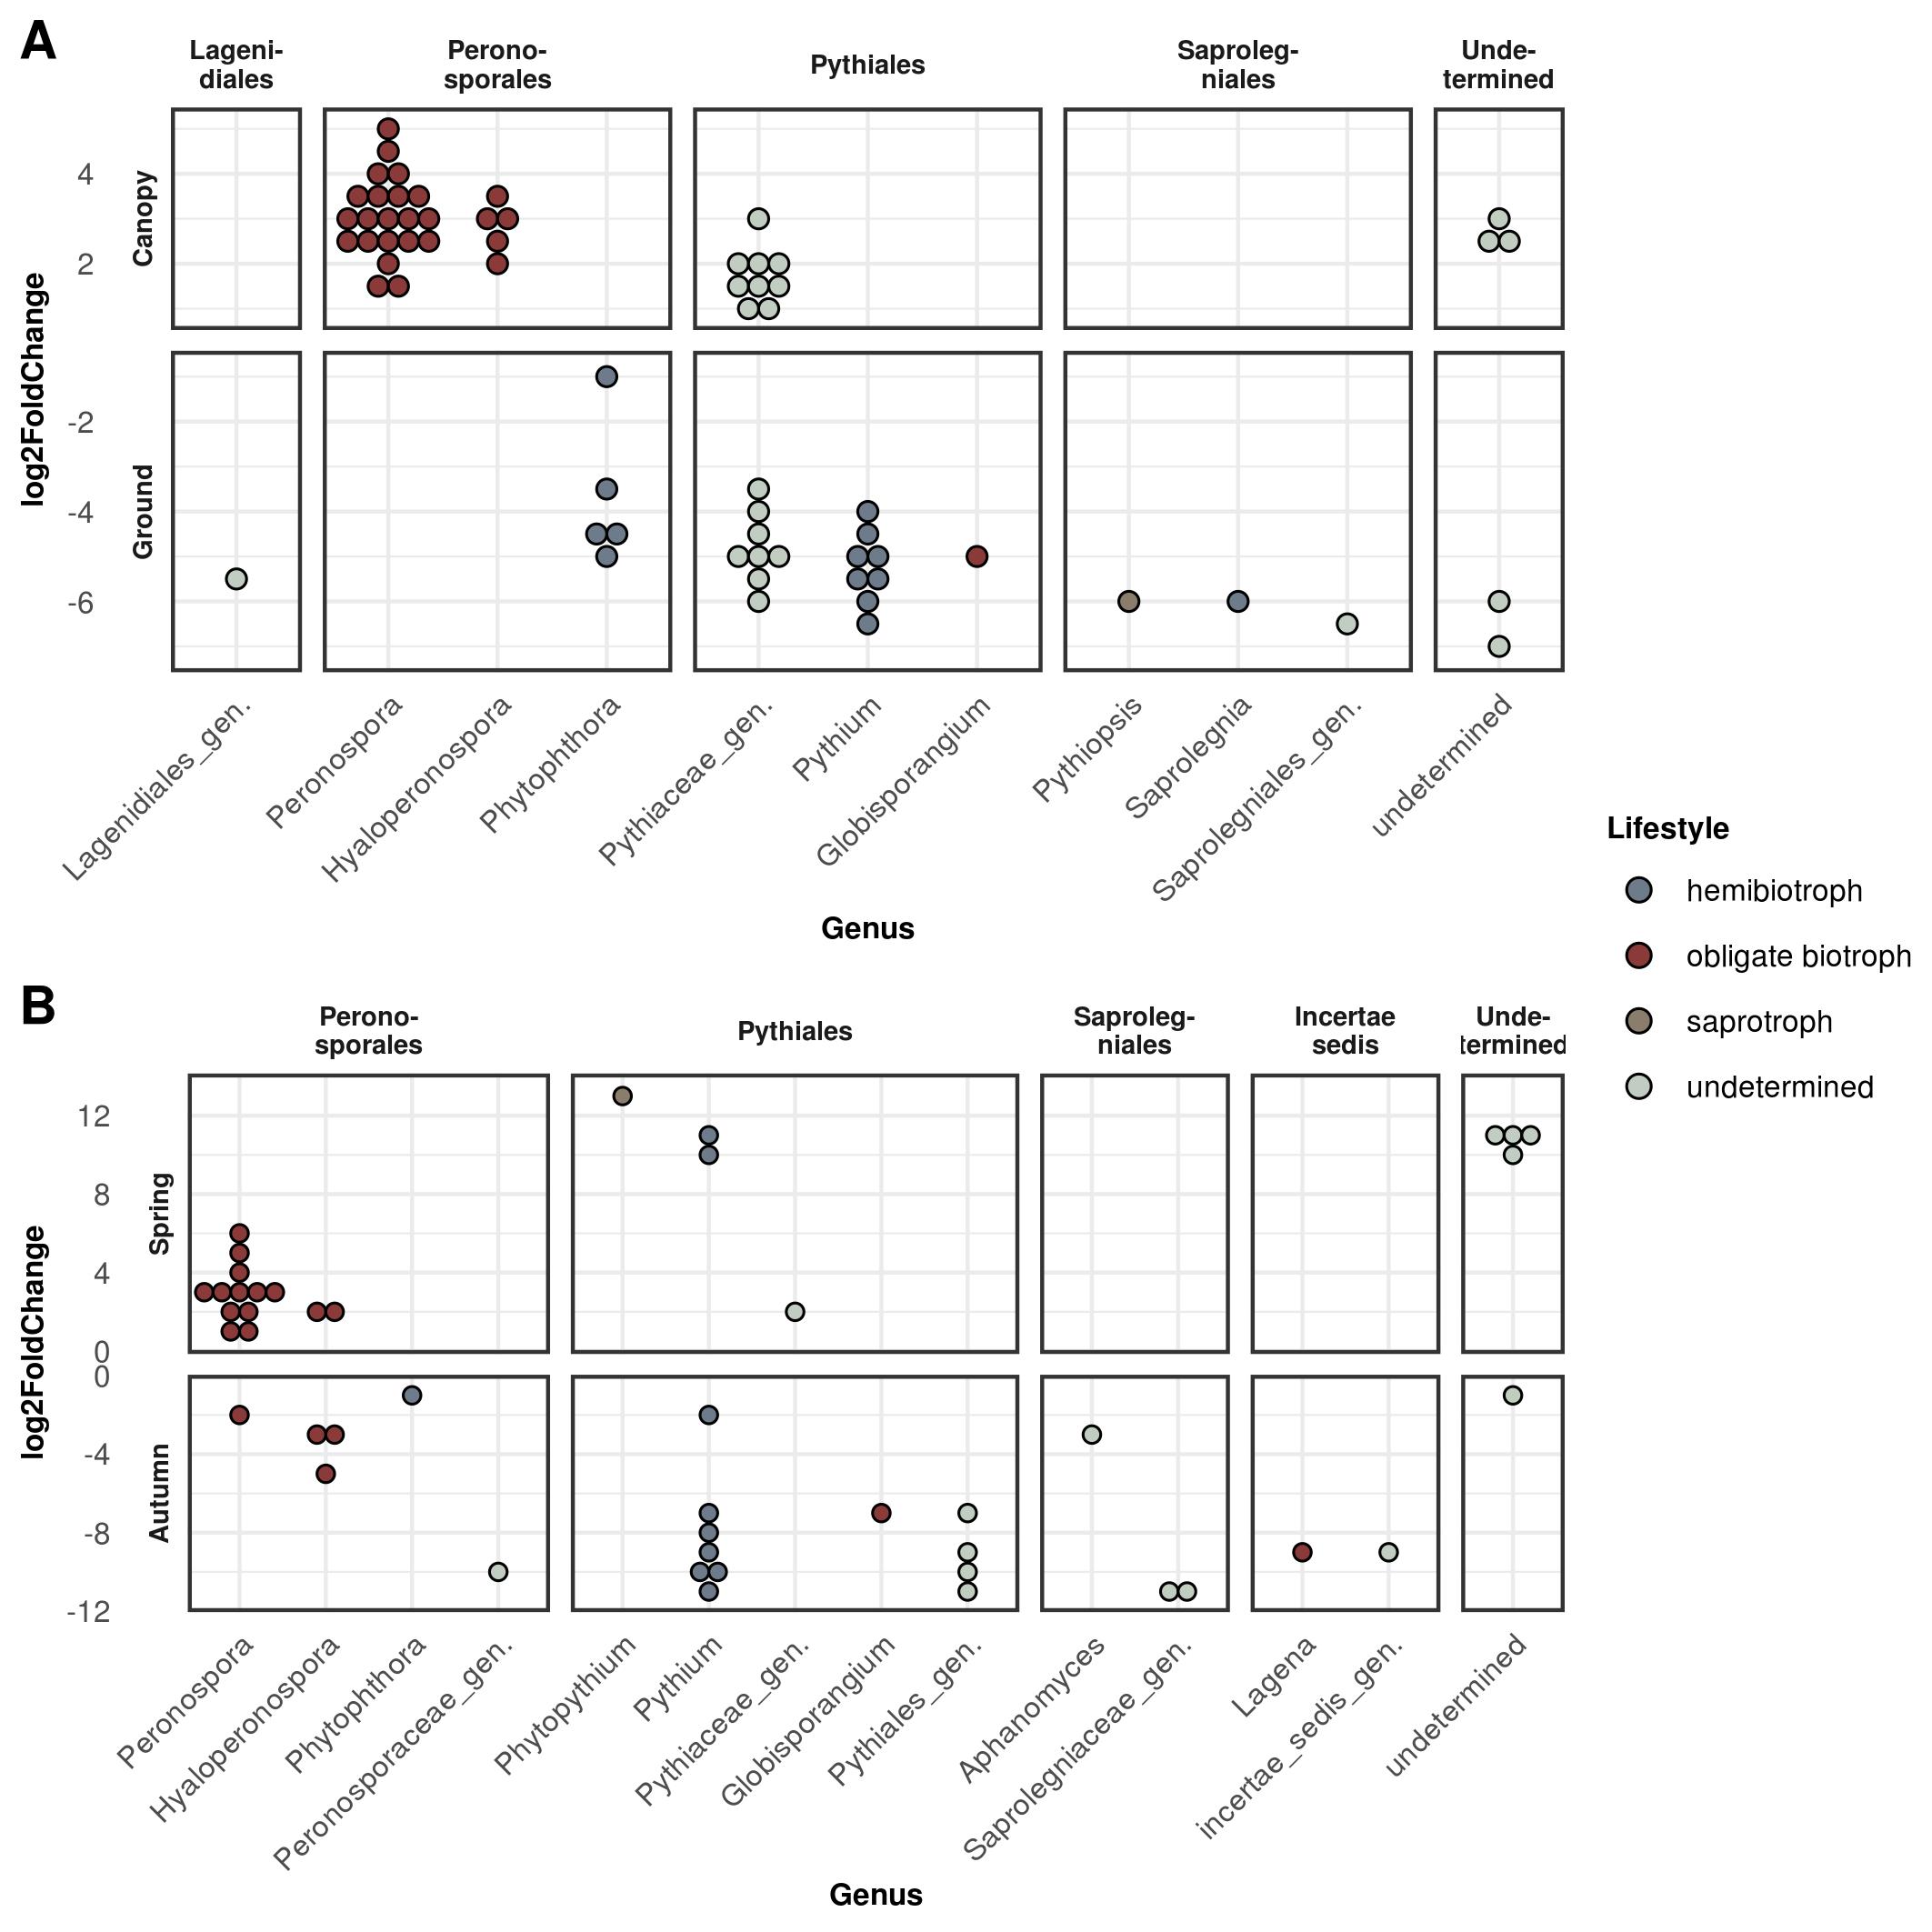 A
Lageni-
diales
Perono-
sporales
Pythiales
Saproleg-
niales
Unde-
termined
log2FoldChange
Canopy
4
2
Ground
-2
-4
-6
Lagenidiales_gen.
Peronospora
Hyaloperonospora
Phytophthora
Pythiaceae_gen.
Pythium
Globisporangium
Pythiopsis
Saprolegnia
Saprolegniales_gen.
undetermined
Genus
Lifestyle
hemibiotroph
obligate biotroph
saprotroph
undetermined
B
Perono-
sporales
Pythiales
Saproleg-
niales
Incertae
sedis
Unde-
termined
log2FoldChange
Spring
12
8
4
0
Autumn
0
-4
-8
-12
Peronospora
Hyaloperonospora
Phytophthora
Peronosporaceae_gen.
Phytopythium
Pythium
Pythiaceae_gen.
Globisporangium
Pythiales_gen.
Aphanomyces
Saprolegniaceae_gen.
Lagena
incertae_sedis_gen.
undetermined
Genus